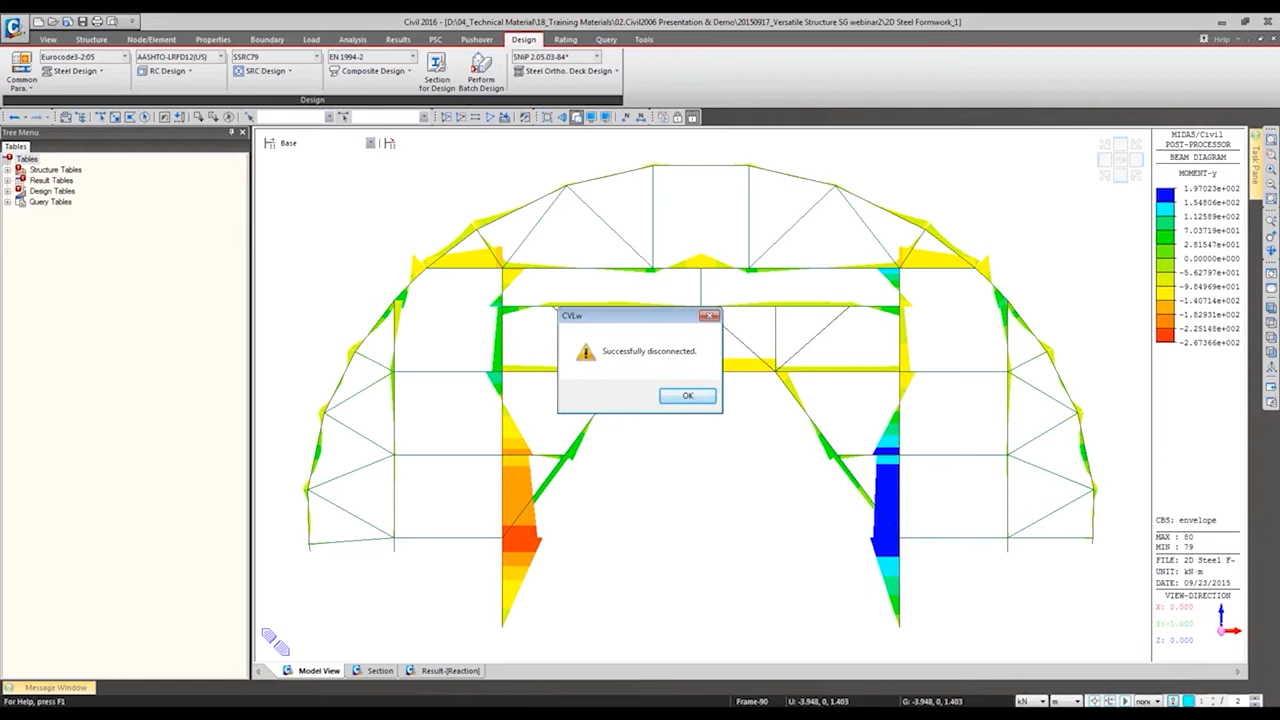 Civil 2016 - [D:\04_Technical Material\18_Training Materials\02.Civil2006 Presentation & Demo\20150917_Versatile Structure SG webinar2\2D Steel Formwork_1]
View Structure Node/Element Properties Boundary Load Analysis Results PSC Pushover Design Rating Query Tools Help
Eurocode3-2:05 AASHTO-LRFD12(US) SSRC79 EN 1994-2 SNiP 2.05.03-84*
Steel Design RC Design SRC Design Composite Design Steel Ortho. Deck Design
Common Para.
Section for Design
Perform Batch Design
Design
Tree Menu
Tables
Tables
Structure Tables
Result Tables
Design Tables
Query Tables
Base
Task Pane
MIDAS/Civil
POST-PROCESSOR
BEAM DIAGRAM
MOMENT-y
1.97023e+002
1.54806e+002
1.12589e+002
7.03719e+001
2.81547e+001
0.00000e+000
-5.62797e+001
-9.84969e+001
-1.40714e+002
-1.82931e+002
-2.25148e+002
-2.67366e+002
CVLw
Successfully disconnected.
OK
CBS: envelope
MAX : 80
MIN : 79
FILE: 2D Steel F~
UNIT: kN·m
DATE: 09/23/2015
VIEW-DIRECTION
X: 0.000
Y:-1.000
Z: 0.000
Model View Section Result-[Reaction]
Message Window
For Help, press F1 Frame-90 U: -3.948, 0, 1.403 G: -3.948, 0, 1.403 kN m none 1 / 2